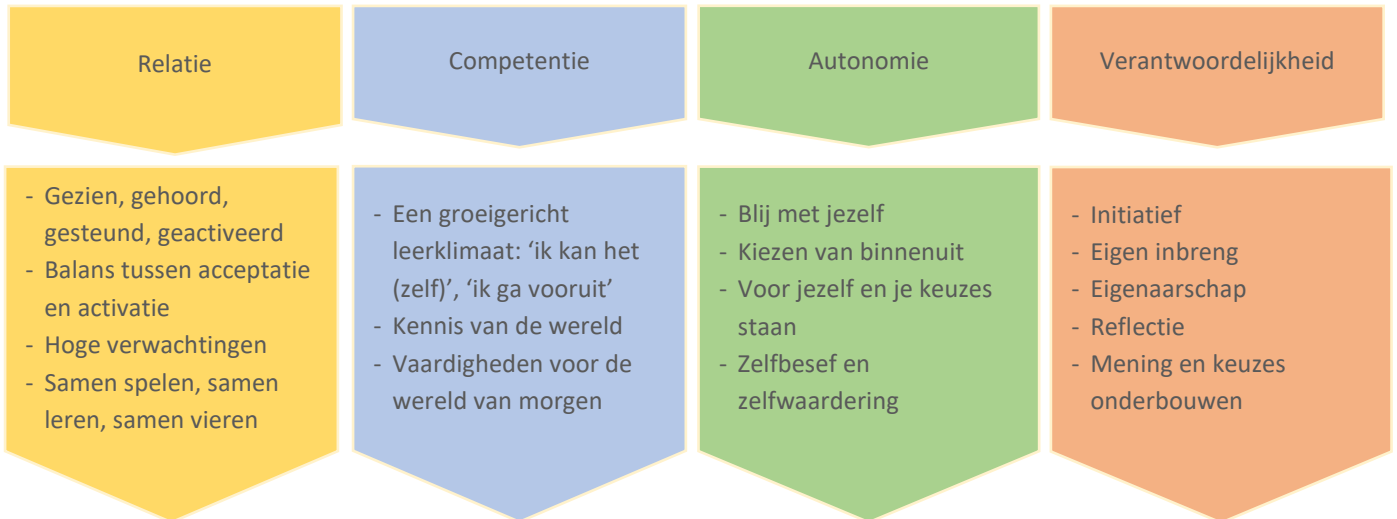 Relatie
Competentie
Autonomie
Verantwoordelijkheid
- Gezien, gehoord,
gesteund, geactiveerd
- Balans tussen acceptatie
en activatie
- Hoge verwachtingen
- Samen spelen, samen
leren, samen vieren
- Een groeigericht
leerklimaat: ‘ik kan het
(zelf)’, ‘ik ga vooruit’
- Kennis van de wereld
- Vaardigheden voor de
wereld van morgen
- Blij met jezelf
- Kiezen van binnenuit
- Voor jezelf en je keuzes
staan
- Zelfbesef en
zelfwaardering
- Initiatief
- Eigen inbreng
- Eigenaarschap
- Reflectie
- Mening en keuzes
onderbouwen